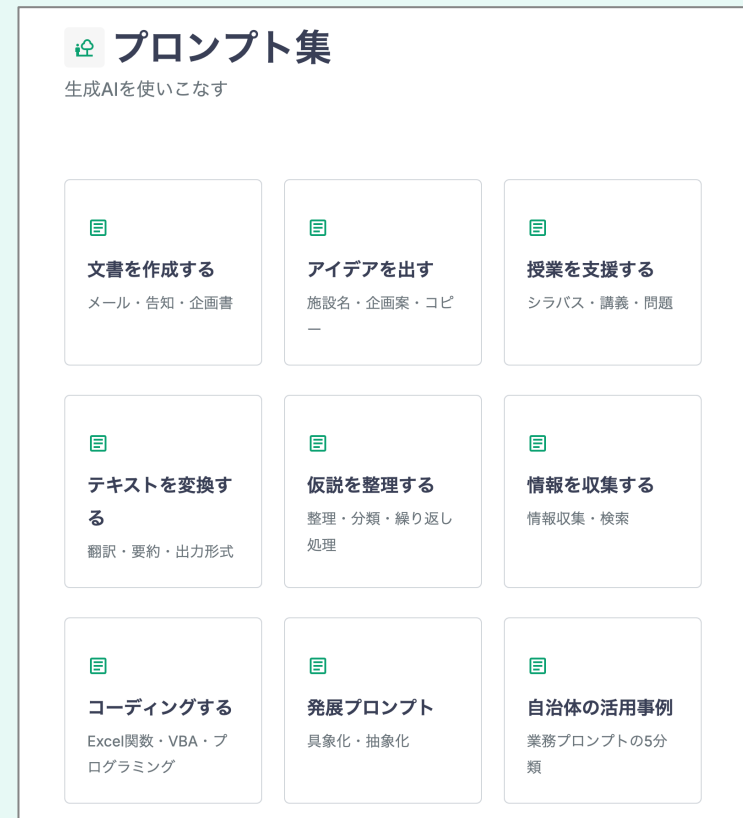 プロンプト集
生成AIを使いこなす
文書を作成する
メール・告知・企画書
アイデアを出す
施設名・企画案・コピ
ー
授業を支援する
シラバス・講義・問題
テキストを変換す
る
翻訳・要約・出力形式
仮説を整理する
整理・分類・繰り返し
処理
情報を収集する
情報収集・検索
コーディングする
Excel関数・VBA・プ
ログラミング
発展プロンプト
具象化・抽象化
自治体の活用事例
業務プロンプトの5分
類